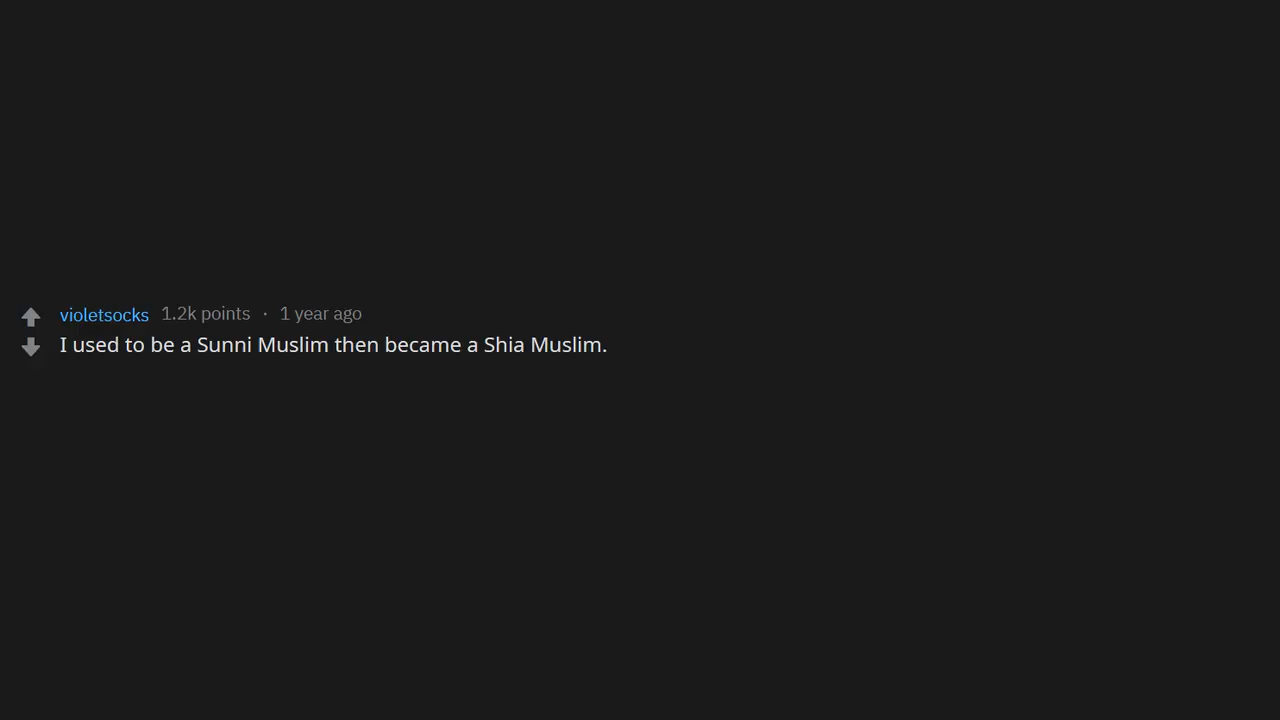 violetsocks 1.2k points · 1 year ago
I used to be a Sunni Muslim then became a Shia Muslim.